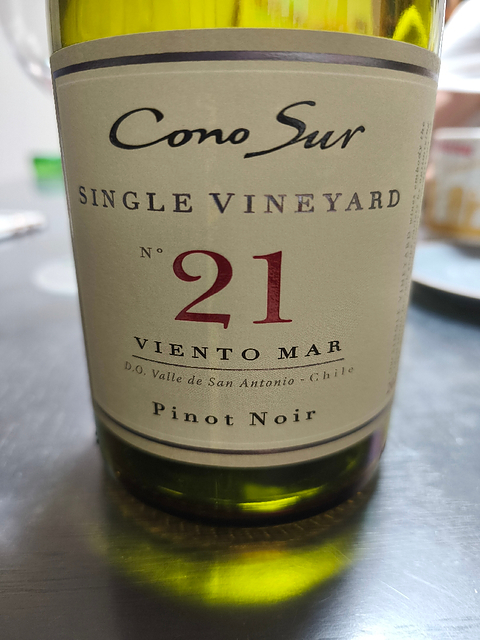 Cono Sur
SINGLE VINEYARD
N° 21
VIENTO MAR
D.O. Valle de San Antonio - Chile
Pinot Noir